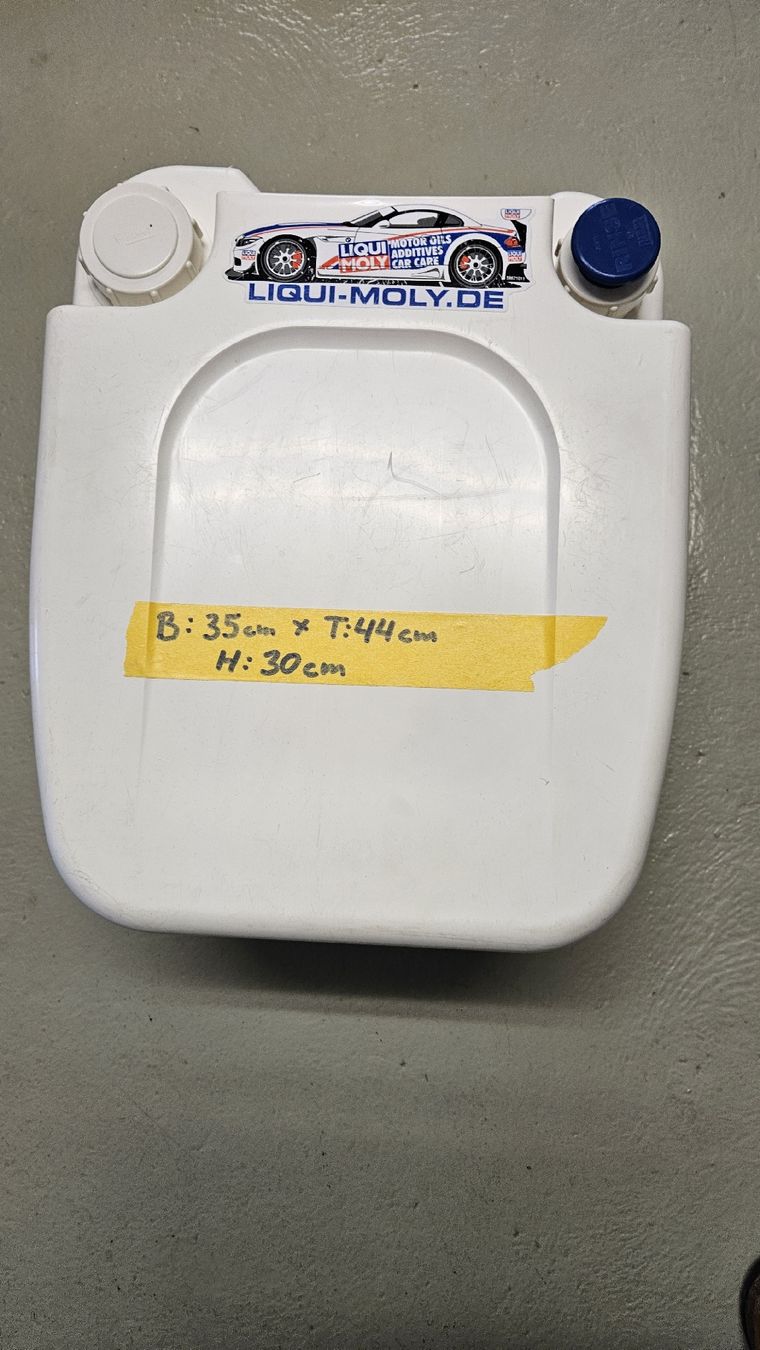 LIQUI
MOLY
MOTOR OILS
ADDITIVES
CAR CARE
LIQUI-MOLY.DE
B: 35cm x T:44cm
H: 30cm